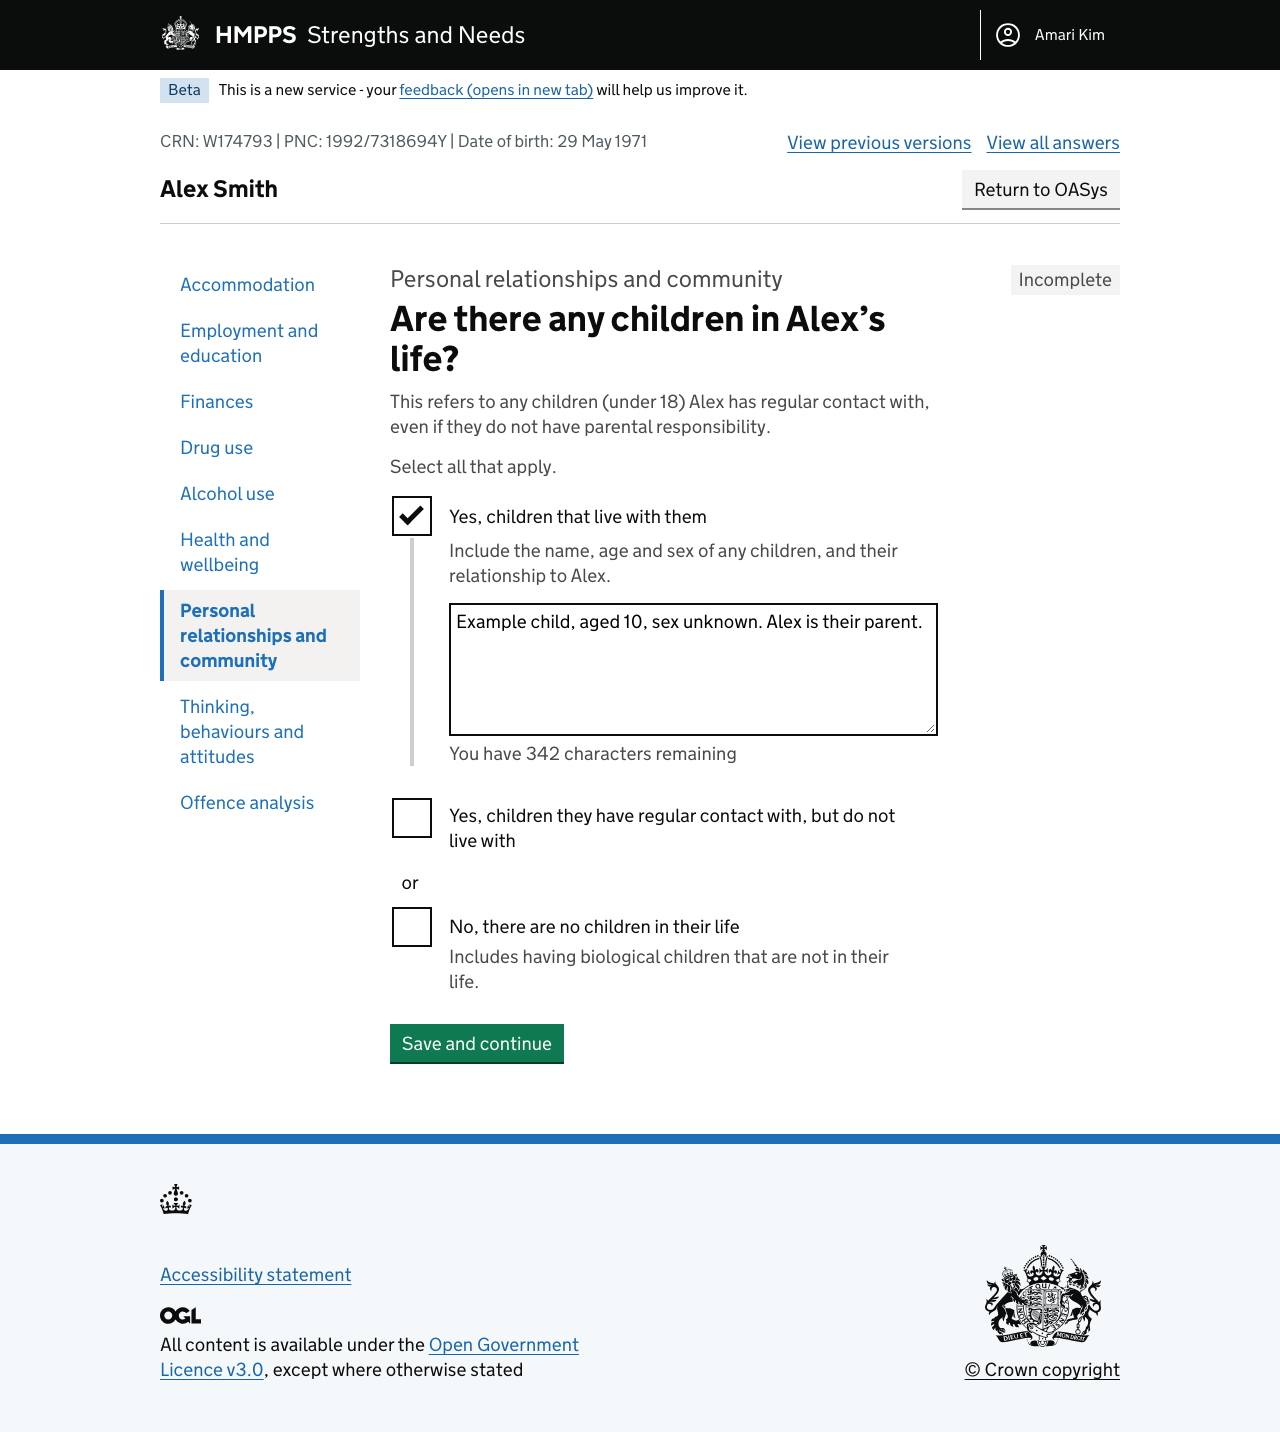 HMPPS Strengths and Needs
Amari Kim
Beta This is a new service - your feedback (opens in new tab) will help us improve it.
CRN: W174793 | PNC: 1992/7318694Y | Date of birth: 29 May 1971
View previous versions View all answers
Alex Smith
Return to OASys
Accommodation
Employment and
education
Finances
Drug use
Alcohol use
Health and
wellbeing
Personal
relationships and
community
Thinking,
behaviours and
attitudes
Offence analysis
Personal relationships and community
Incomplete
Are there any children in Alex’s
life?
This refers to any children (under 18) Alex has regular contact with,
even if they do not have parental responsibility.
Select all that apply.
Yes, children that live with them
Include the name, age and sex of any children, and their
relationship to Alex.
Example child, aged 10, sex unknown. Alex is their parent.
You have 342 characters remaining
Yes, children they have regular contact with, but do not
live with
or
No, there are no children in their life
Includes having biological children that are not in their
life.
Save and continue
Accessibility statement
OGL
All content is available under the Open Government
Licence v3.0, except where otherwise stated
© Crown copyright